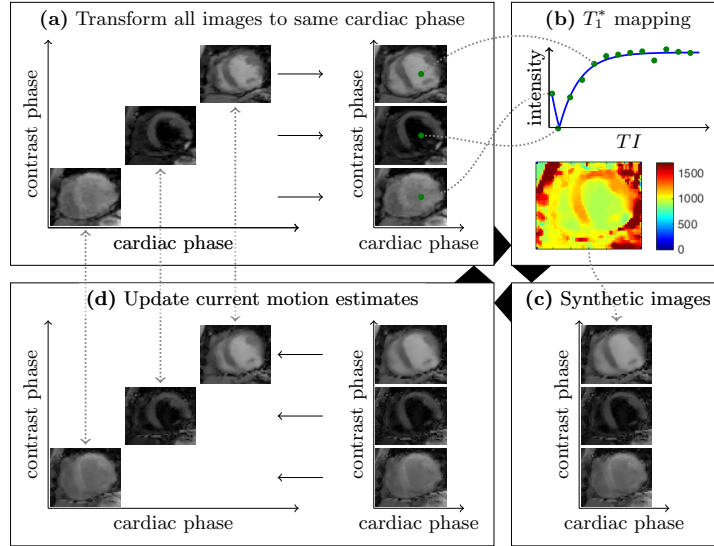 (a) Transform all images to same cardiac phase
contrast phase
cardiac phase
contrast phase
cardiac phase
(b) T₁* mapping
intensity
TI
1500
1000
500
0
(d) Update current motion estimates
contrast phase
cardiac phase
contrast phase
cardiac phase
(c) Synthetic images
contrast phase
cardiac phase